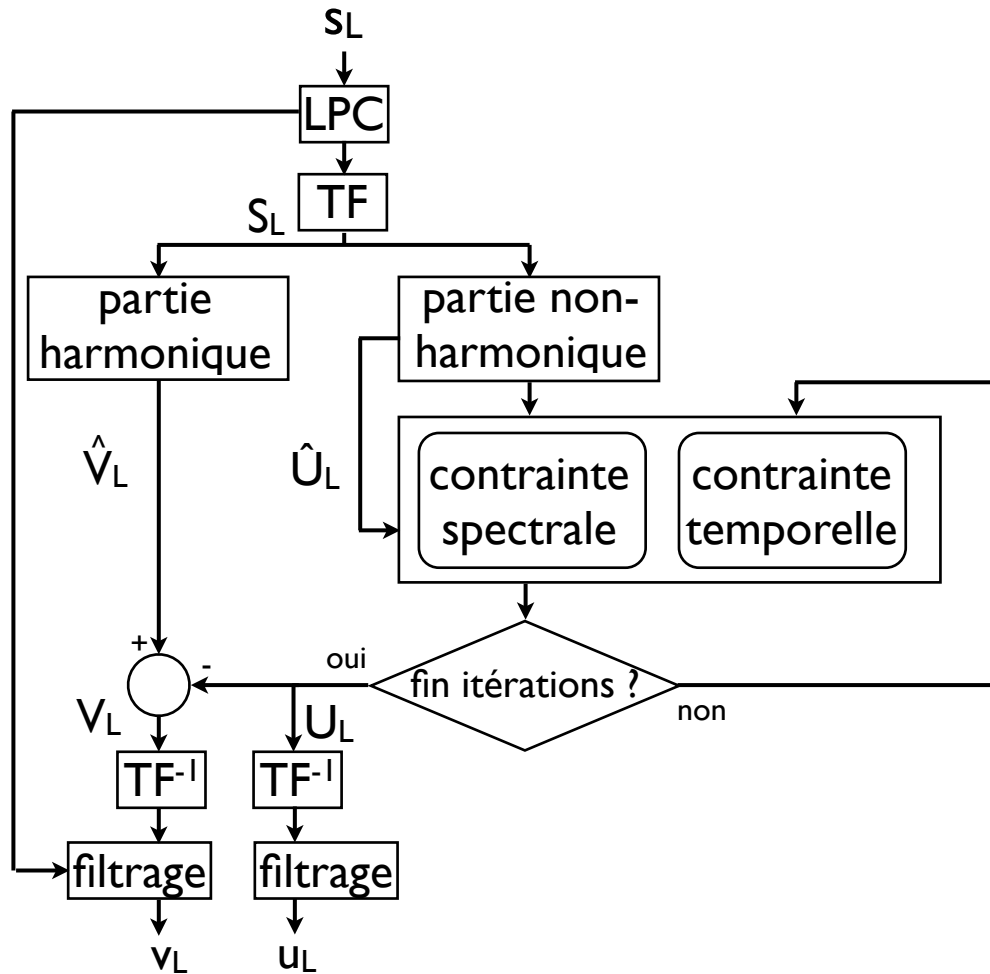 sL
LPC
TF
SL
partie
harmonique
partie non-
harmonique
V̂L
ÛL
contrainte
spectrale
contrainte
temporelle
+
-
oui
fin itérations ?
non
VL
UL
TF-1
TF-1
filtrage
filtrage
vL
uL